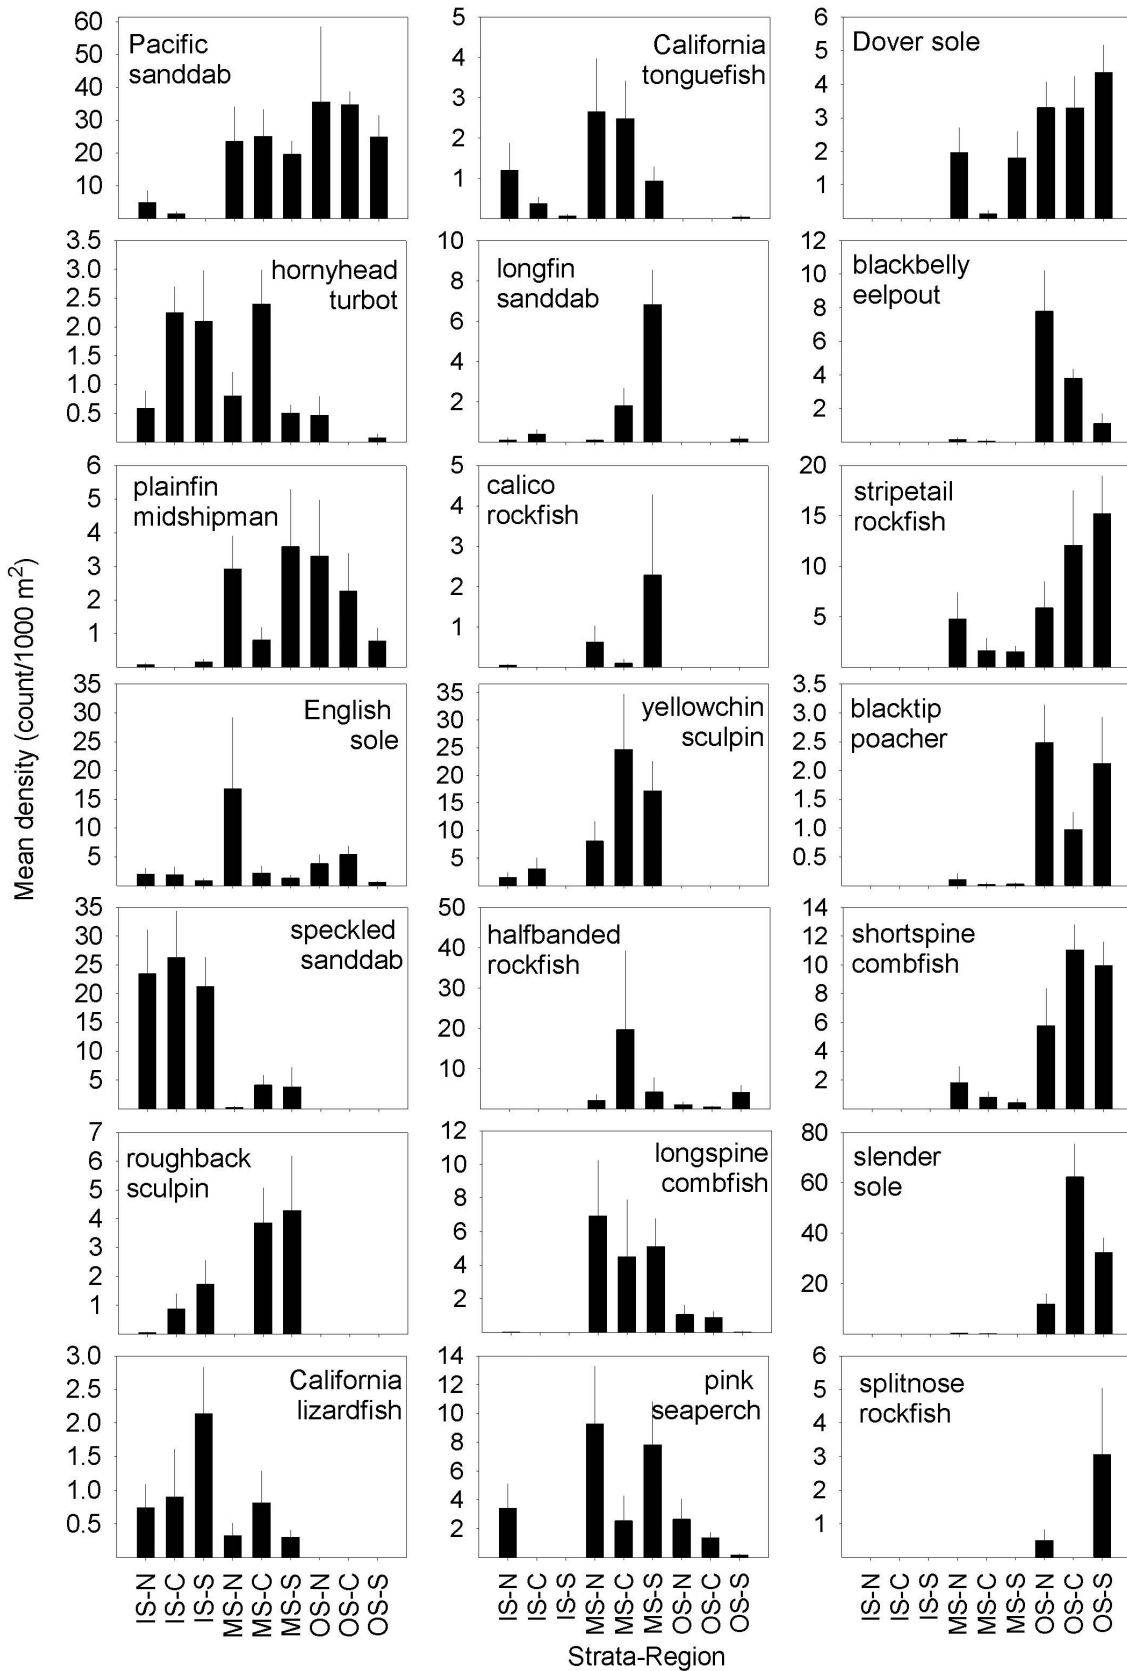 Mean density (count/1000 m²)
Pacific
sanddab
60
50
40
30
20
10
California
tonguefish
5
4
3
2
1
Dover sole
6
5
4
3
2
1
hornyhead
turbot
3.5
3.0
2.5
2.0
1.5
1.0
0.5
longfin
sanddab
10
8
6
4
2
blackbelly
eelpout
12
10
8
6
4
2
plainfin
midshipman
6
5
4
3
2
1
calico
rockfish
5
4
3
2
1
stripetail
rockfish
20
15
10
5
English
sole
35
30
25
20
15
10
5
yellowchin
sculpin
35
30
25
20
15
10
5
blacktip
poacher
3.5
3.0
2.5
2.0
1.5
1.0
0.5
speckled
sanddab
35
30
25
20
15
10
5
halfbanded
rockfish
50
40
30
20
10
shortspine
combfish
14
12
10
8
6
4
2
roughback
sculpin
7
6
5
4
3
2
1
longspine
combfish
12
10
8
6
4
2
slender
sole
80
60
40
20
California
lizardfish
3.0
2.5
2.0
1.5
1.0
0.5
pink
seaperch
14
12
10
8
6
4
2
splitnose
rockfish
6
5
4
3
2
1
IS-N
IS-C
IS-S
MS-N
MS-C
MS-S
OS-N
OS-C
OS-S
IS-N
IS-C
IS-S
MS-N
MS-C
MS-S
OS-N
OS-C
OS-S
IS-N
IS-C
IS-S
MS-N
MS-C
MS-S
OS-N
OS-C
OS-S
Strata-Region